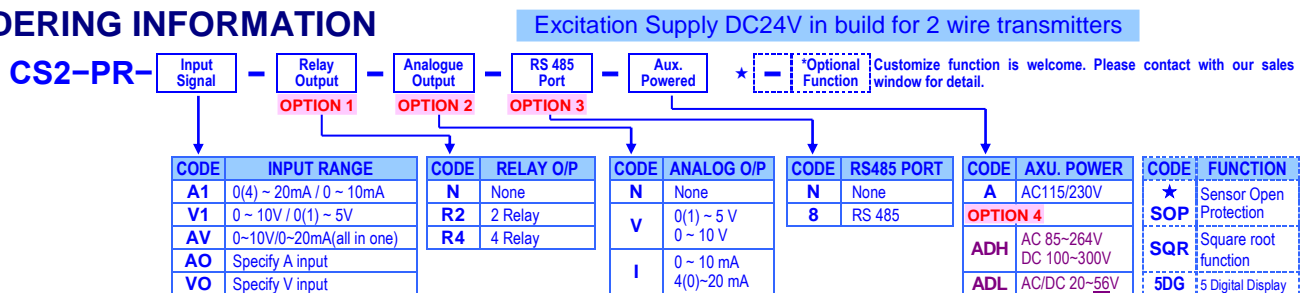 DERING INFORMATION
Excitation Supply DC24V in build for 2 wire transmitters
CS2−PR− Input Signal − Relay Output − Analogue Output − RS 485 Port − Aux. Powered ★ − *Optional Function Customize function is welcome. Please contact with our sales window for detail.
OPTION 1 OPTION 2 OPTION 3
CODE INPUT RANGE
A1 0(4) ~ 20mA / 0 ~ 10mA
V1 0 ~ 10V / 0(1) ~ 5V
AV 0~10V/0~20mA(all in one)
AO Specify A input
VO Specify V input
CODE RELAY O/P
N None
R2 2 Relay
R4 4 Relay
CODE ANALOG O/P
N None
V 0(1) ~ 5 V
0 ~ 10 V
I 0 ~ 10 mA
4(0)~20 mA
CODE RS485 PORT
N None
8 RS 485
CODE AXU. POWER
A AC115/230V
OPTION 4
ADH AC 85~264V
DC 100~300V
ADL AC/DC 20~56V
CODE FUNCTION
★ SOP Sensor Open Protection
SQR Square root function
5DG 5 Digital Display